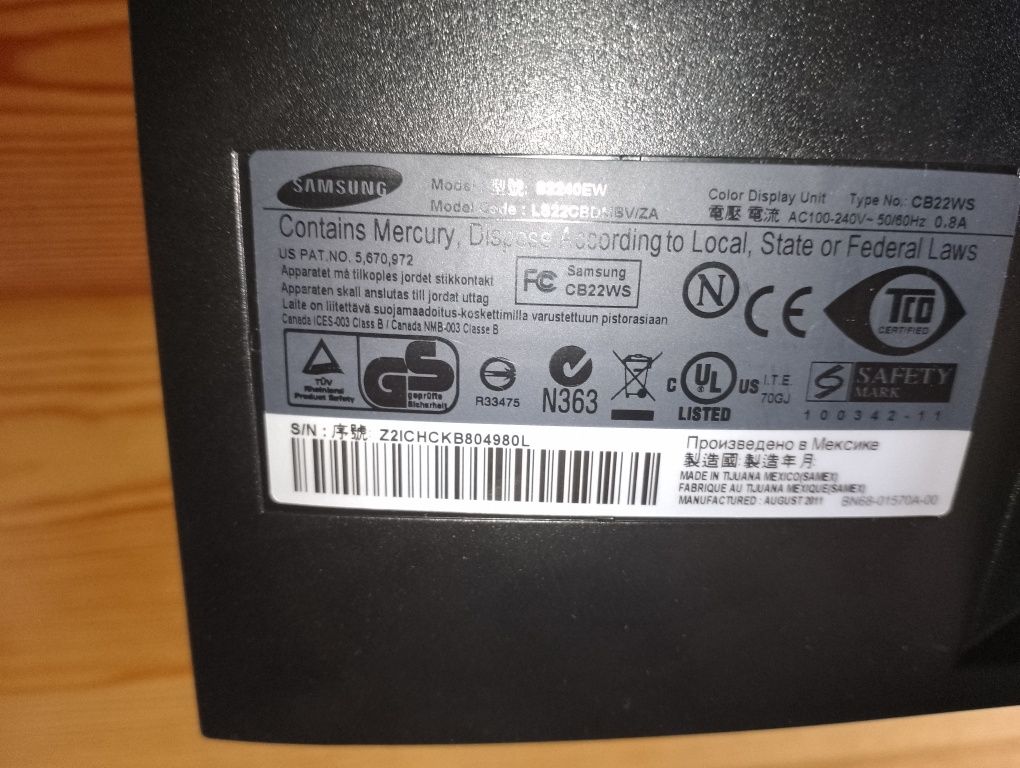 SAMSUNG
Model 型號
Model Code :
Color Display Unit Type No.: CB22WS
電壓 電流 AC100-240V~ 50/60Hz 0.8A
Contains Mercury, Dispose According to Local, State or Federal Laws
US PAT.NO. 5,670,972
Apparatet må tilkoples jordet stikkontakt
Apparaten skall anslutas till jordat uttag
Laite on liitettävä suojamaadoitus-koskettimilla varustettuun pistorasiaan
Canada ICES-003 Class B / Canada NMB-003 Classe B
FC Samsung
CB22WS
N
CE
TCO
CERTIFIED
TÜV
Rheinland
Product Safety
GS
geprüfte
Sicherheit
R33475
N363
C UL US
LISTED
I.T.E.
70GJ
S SAFETY
MARK
100342-11
S/N : 序號: Z2ICHCKB804980L
Произведено в Мексике
製造國: 製造年月:
MADE IN TIJUANA MEXICO(SAMEX)
FABRIQUE AU TIJUANA MEXIQUE(SAMEX)
MANUFACTURED : AUGUST 2011 BN68-01570A-00